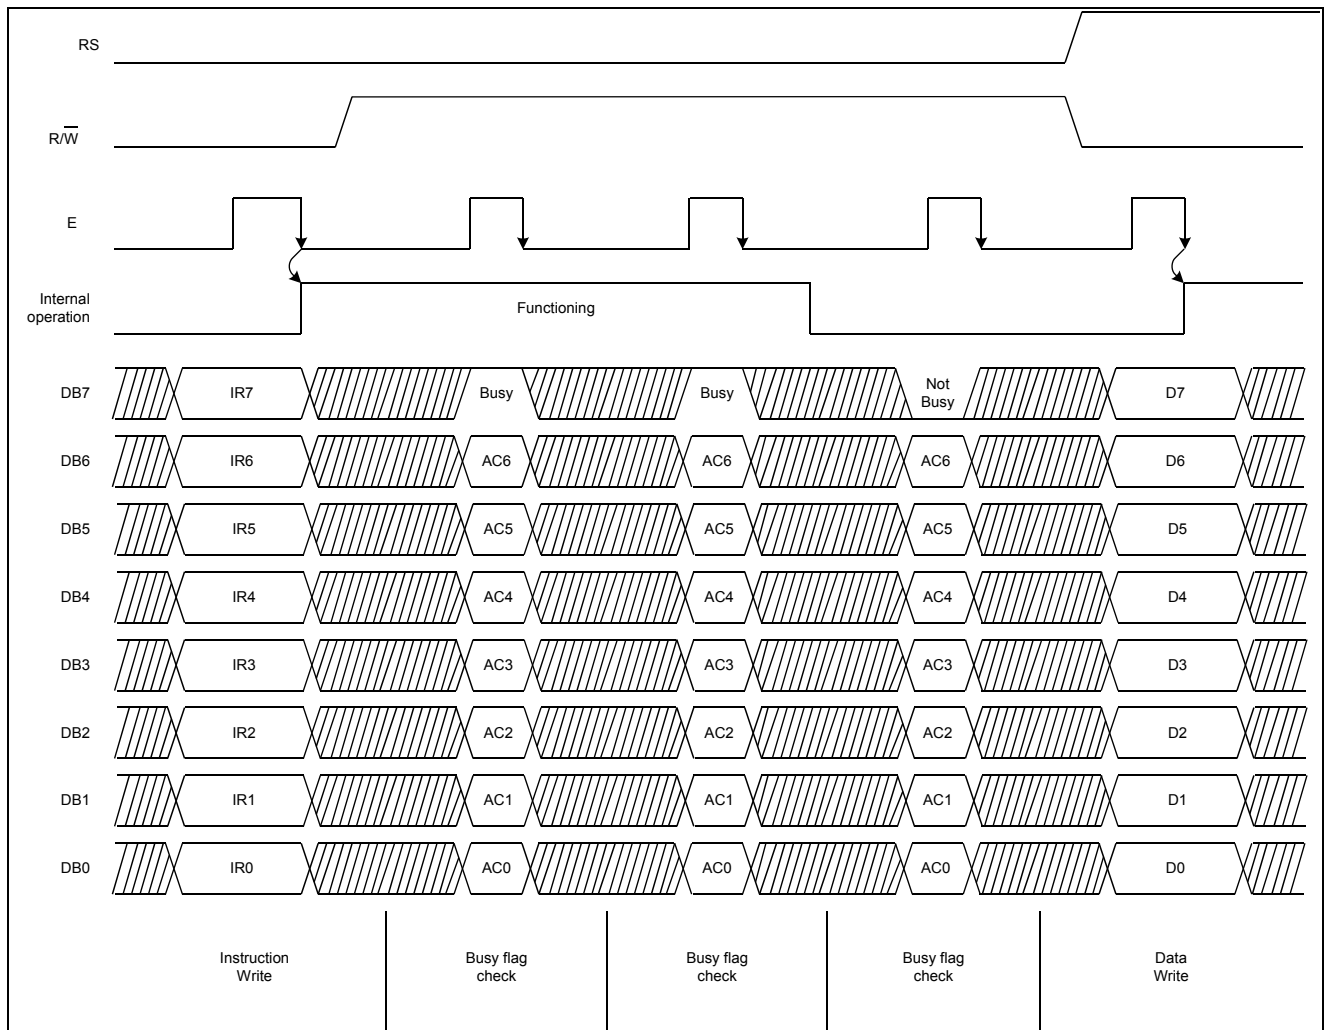 RS
R/W̅
E
Internal
operation
Functioning
DB7 IR7 Busy Busy Not Busy D7
DB6 IR6 AC6 AC6 AC6 D6
DB5 IR5 AC5 AC5 AC5 D5
DB4 IR4 AC4 AC4 AC4 D4
DB3 IR3 AC3 AC3 AC3 D3
DB2 IR2 AC2 AC2 AC2 D2
DB1 IR1 AC1 AC1 AC1 D1
DB0 IR0 AC0 AC0 AC0 D0
Instruction
Write
Busy flag
check
Busy flag
check
Busy flag
check
Data
Write